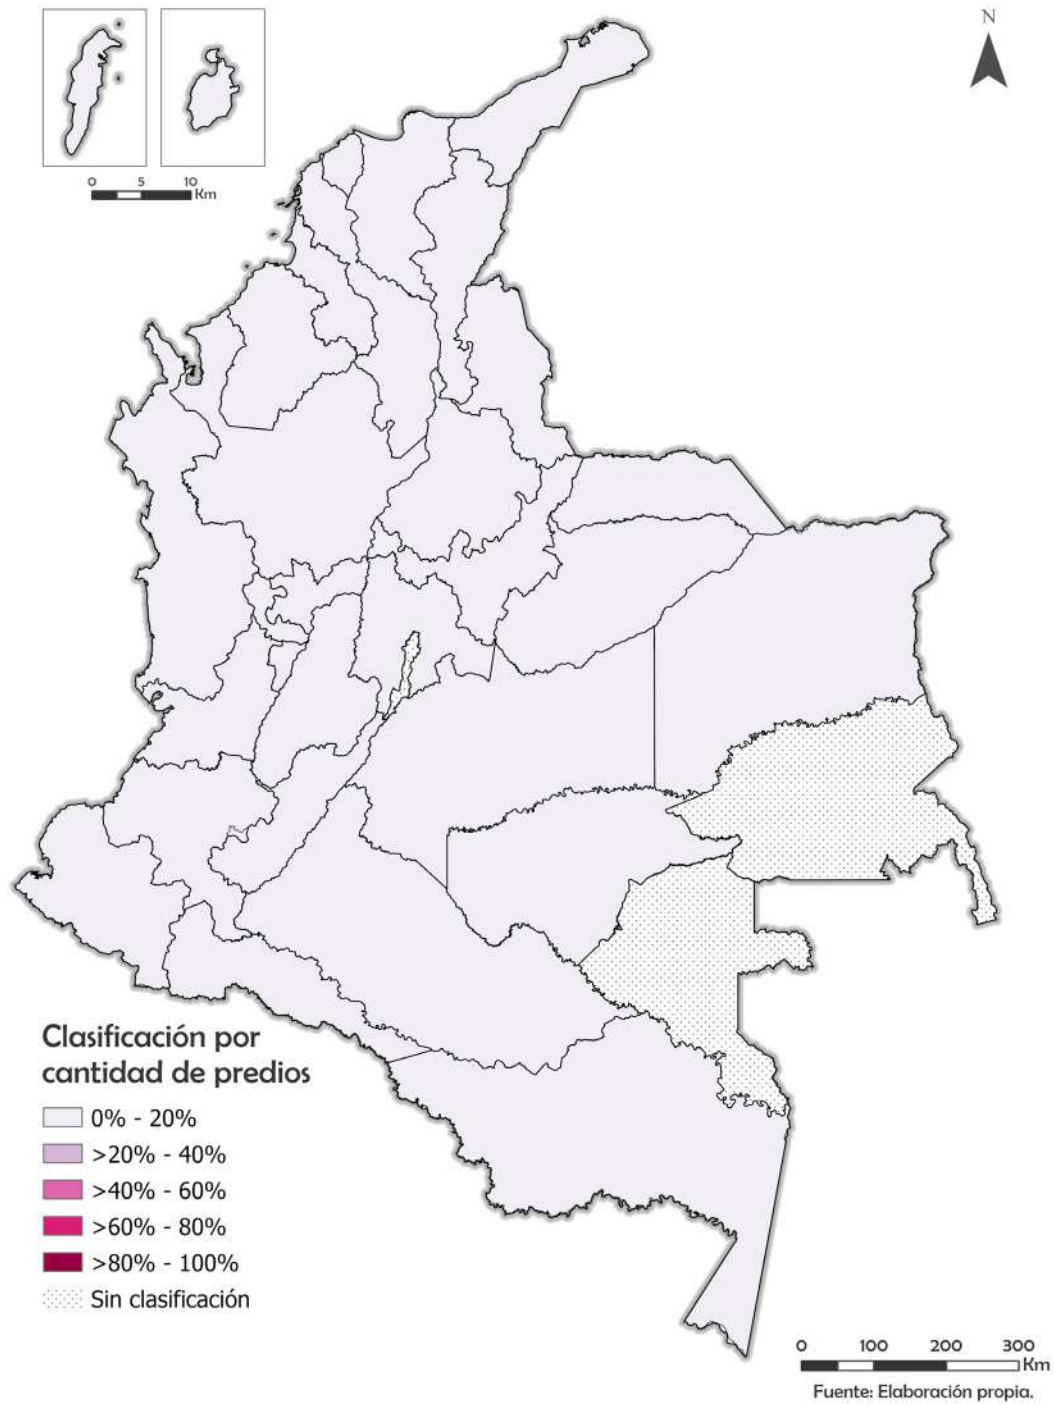 N
0 5 10
Km
Clasificación por
cantidad de predios
0% - 20%
>20% - 40%
>40% - 60%
>60% - 80%
>80% - 100%
Sin clasificación
0 100 200 300
Km
Fuente: Elaboración propia.